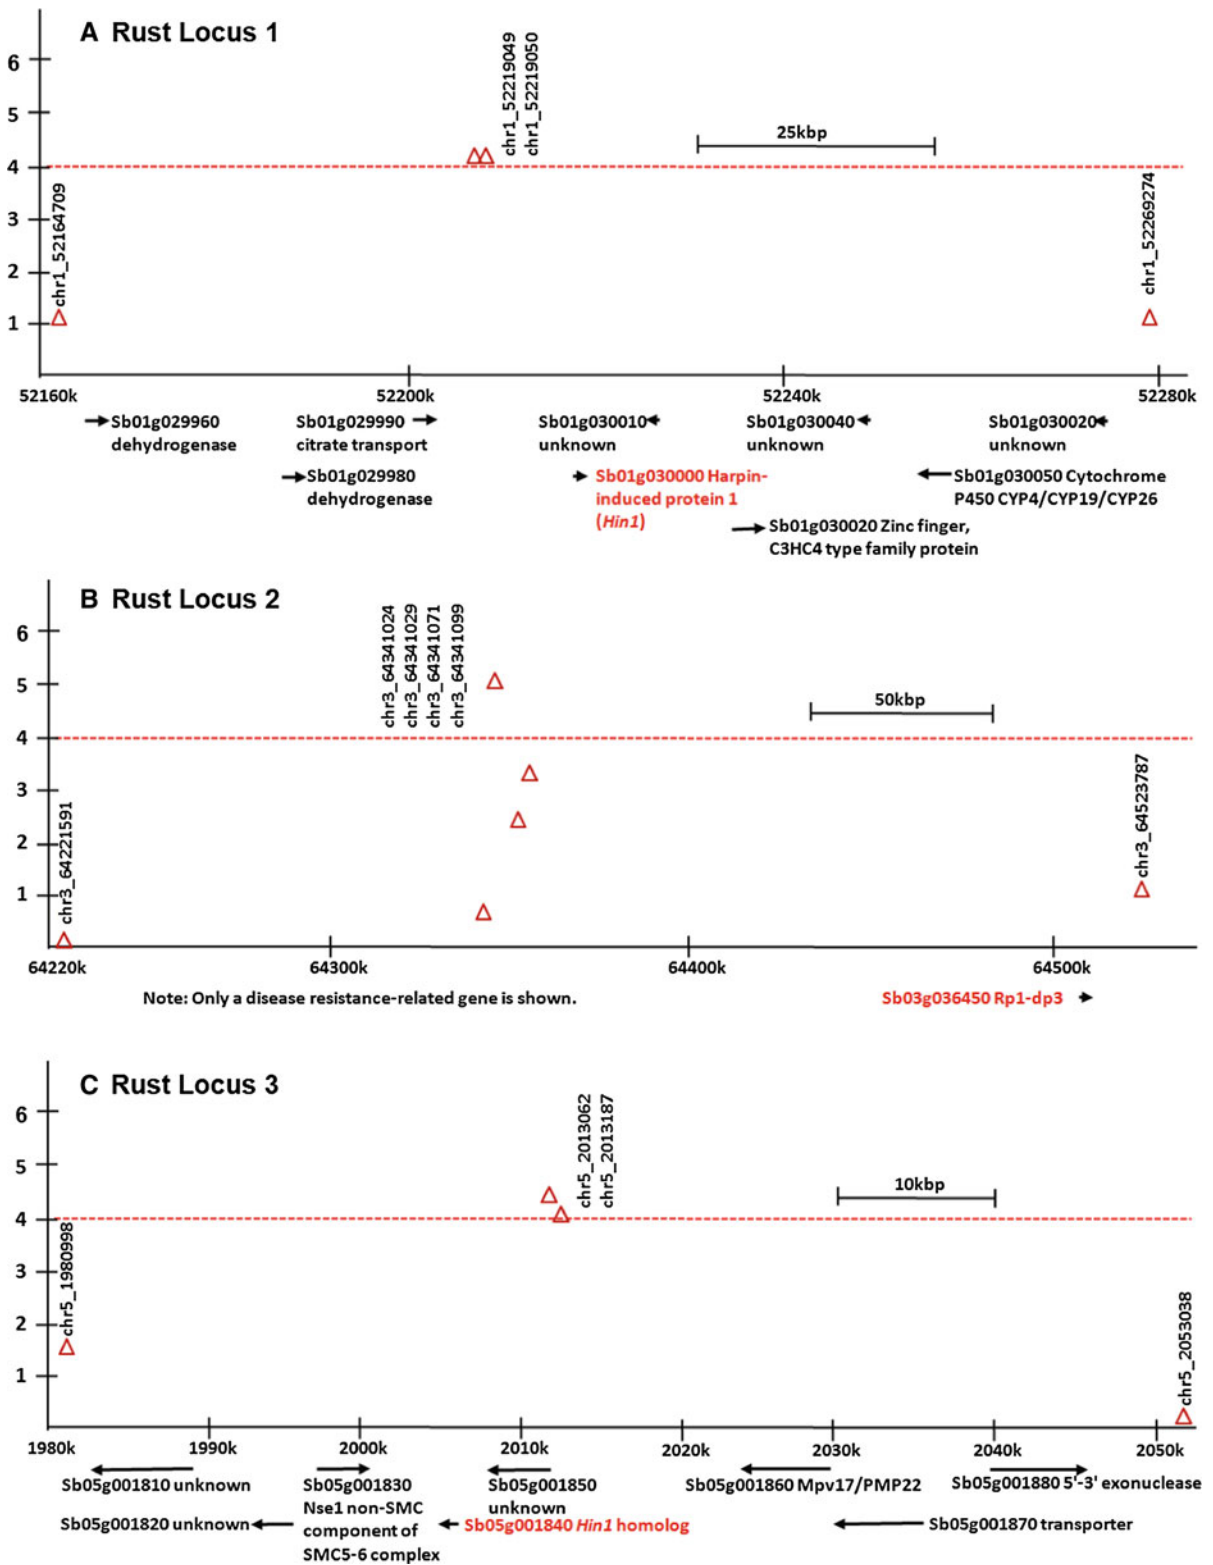 A Rust Locus 1
6
5
4
3
2
1
chr1_52164709
chr1_52219049
chr1_52219050
25kbp
chr1_52269274
52160k
52200k
52240k
52280k
Sb01g029960
dehydrogenase
Sb01g029990
citrate transport
Sb01g030010
unknown
Sb01g030040
unknown
Sb01g030020
unknown
Sb01g029980
dehydrogenase
Sb01g030000 Harpin-
induced protein 1
(Hin1)
Sb01g030050 Cytochrome
P450 CYP4/CYP19/CYP26
Sb01g030020 Zinc finger,
C3HC4 type family protein
B Rust Locus 2
6
5
4
3
2
1
chr3_64221591
chr3_64341024
chr3_64341029
chr3_64341071
chr3_64341099
50kbp
chr3_64523787
64220k
64300k
64400k
64500k
Note: Only a disease resistance-related gene is shown.
Sb03g036450 Rp1-dp3
C Rust Locus 3
6
5
4
3
2
1
chr5_1980998
chr5_2013062
chr5_2013187
10kbp
chr5_2053038
1980k
1990k
2000k
2010k
2020k
2030k
2040k
2050k
Sb05g001810 unknown
Sb05g001830
Nse1 non-SMC
component of
SMC5-6 complex
Sb05g001850
unknown
Sb05g001860 Mpv17/PMP22
Sb05g001880 5'-3' exonuclease
Sb05g001820 unknown
Sb05g001840 Hin1 homolog
Sb05g001870 transporter